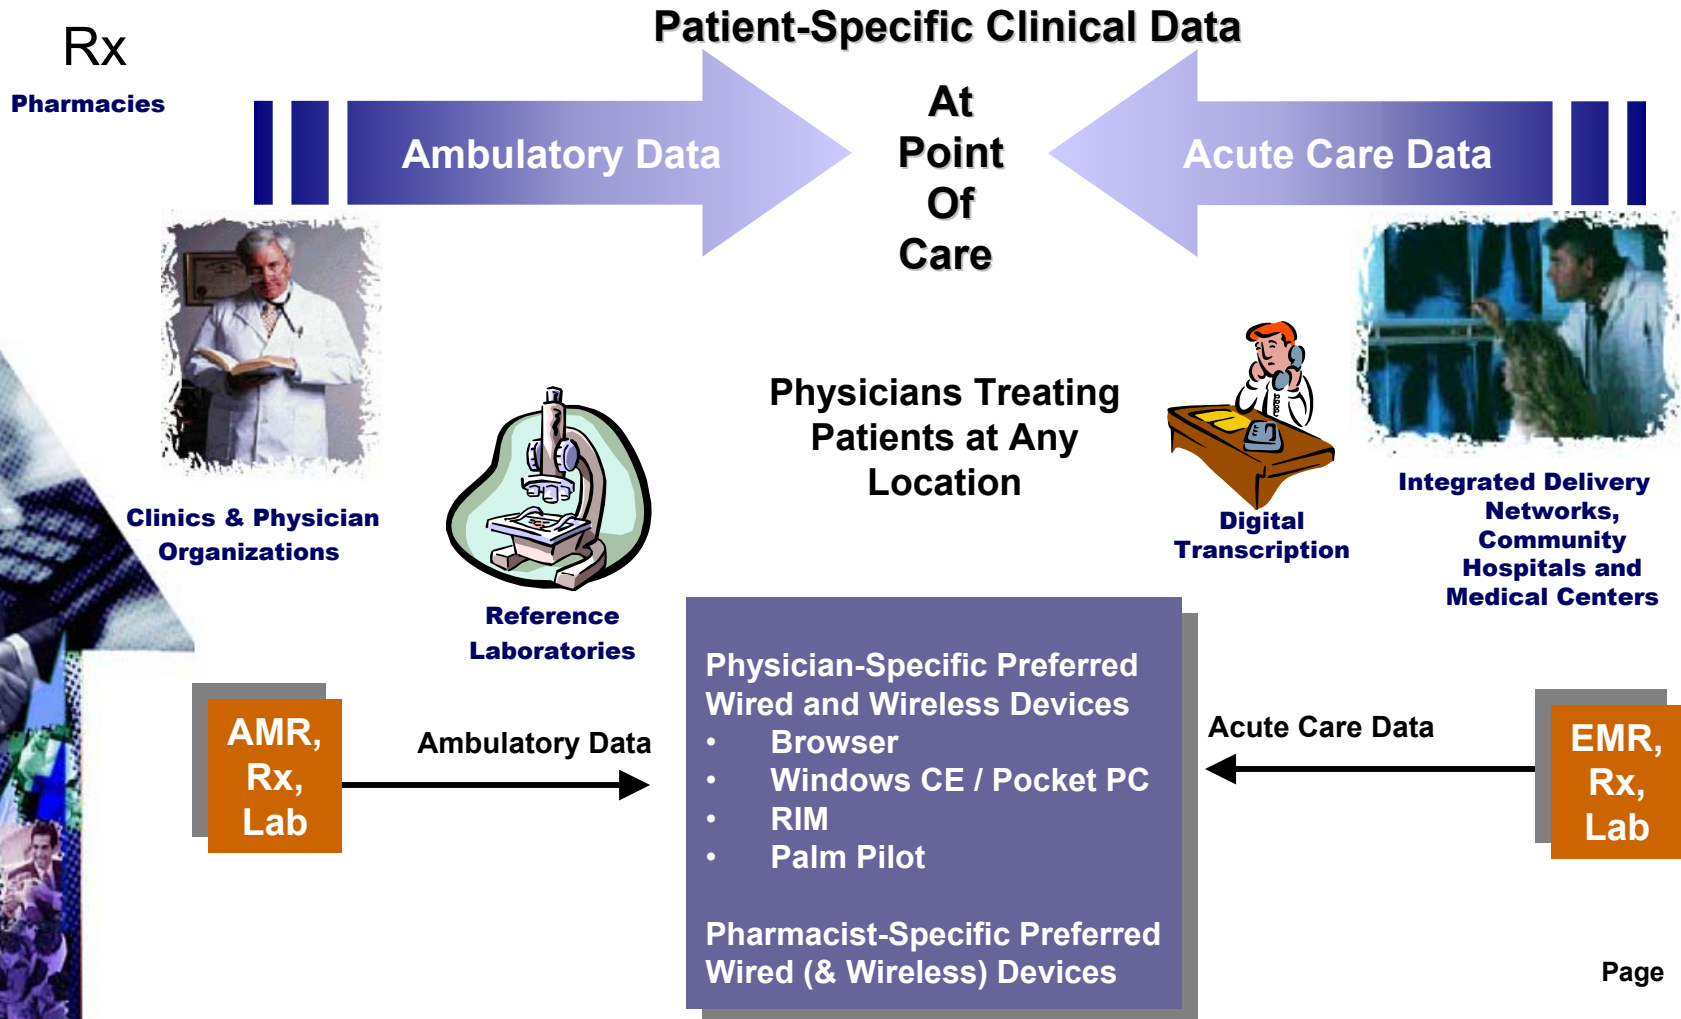 Patient-Specific Clinical Data
Rx
Pharmacies
Ambulatory Data
At
Point
Of
Care
Acute Care Data
Physicians Treating
Patients at Any
Location
Clinics & Physician
Organizations
Reference
Laboratories
Digital
Transcription
Integrated Delivery
Networks,
Community
Hospitals and
Medical Centers
AMR,
Rx,
Lab
Ambulatory Data
Physician-Specific Preferred
Wired and Wireless Devices
• Browser
• Windows CE / Pocket PC
• RIM
• Palm Pilot
Pharmacist-Specific Preferred
Wired (& Wireless) Devices
Acute Care Data
EMR,
Rx,
Lab
Page